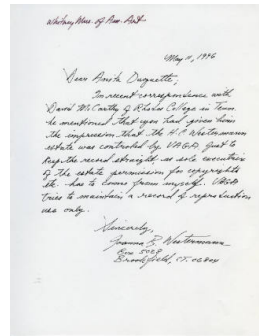 Whitney Mus. of Am. Art
May 11, 1996
Dear Anita Duquette,
In recent correspondence with
David McCarthy of Rhodes College in Tenn.
he mentioned that you had given him
the impression that the H.C. Westermann
estate was controlled by VAGA. Just to
keep the record straight, as sole executrix
of the estate permission for copyrights
etc. has to come from myself. VAGA
tries to maintain a record of reproduction
use only.
Sincerely,
Joanna B. Westermann
Box 5028
Brookfield, CT. 06804